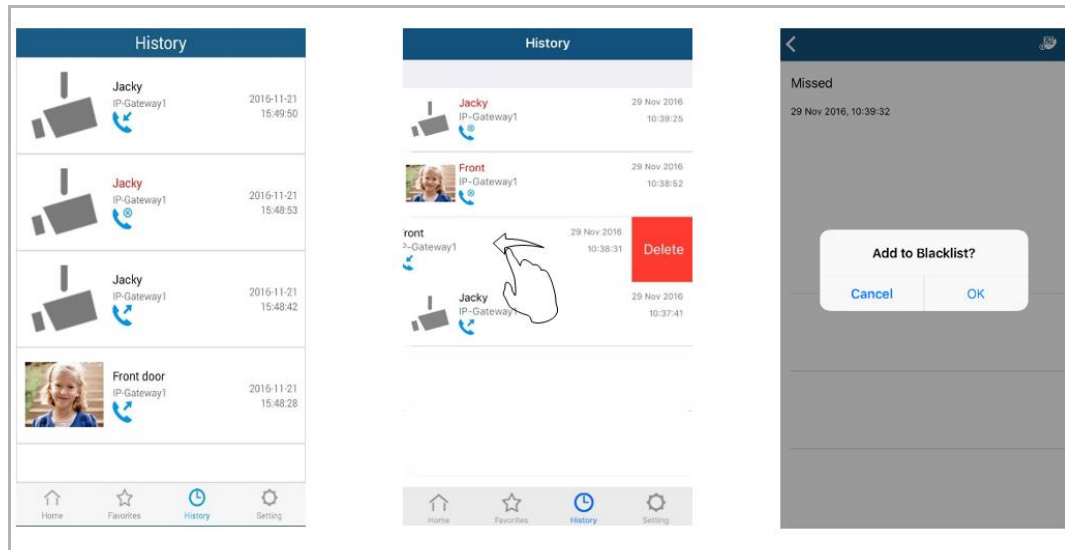 History
Jacky
IP-Gateway1
2016-11-21
15:49:50
Jacky
IP-Gateway1
2016-11-21
15:48:53
Jacky
IP-Gateway1
2016-11-21
15:48:42
Front door
IP-Gateway1
2016-11-21
15:48:28
Home
Favorites
History
Setting
History
Jacky
IP-Gateway1
29 Nov 2016
10:39:25
Front
IP-Gateway1
29 Nov 2016
10:38:52
ront
P-Gateway1
29 Nov 2016
10:38:31
Delete
Jacky
IP-Gateway1
29 Nov 2016
10:37:41
Home
Favorites
History
Setting
Missed
29 Nov 2016, 10:39:32
Add to Blacklist?
Cancel
OK